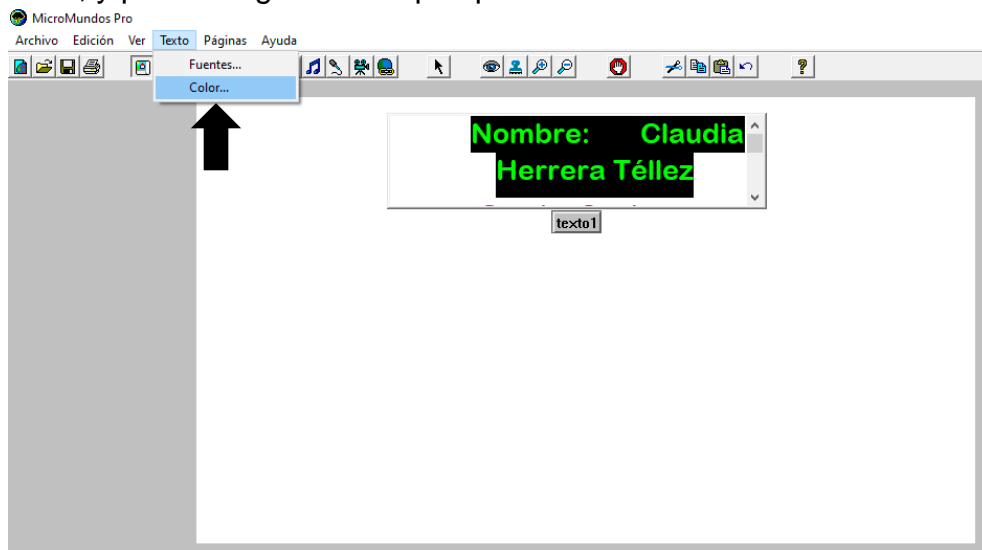 MicroMundos Pro
Archivo Edición Ver Texto Páginas Ayuda
Fuentes...
Color...
Nombre: Claudia
Herrera Téllez
texto1